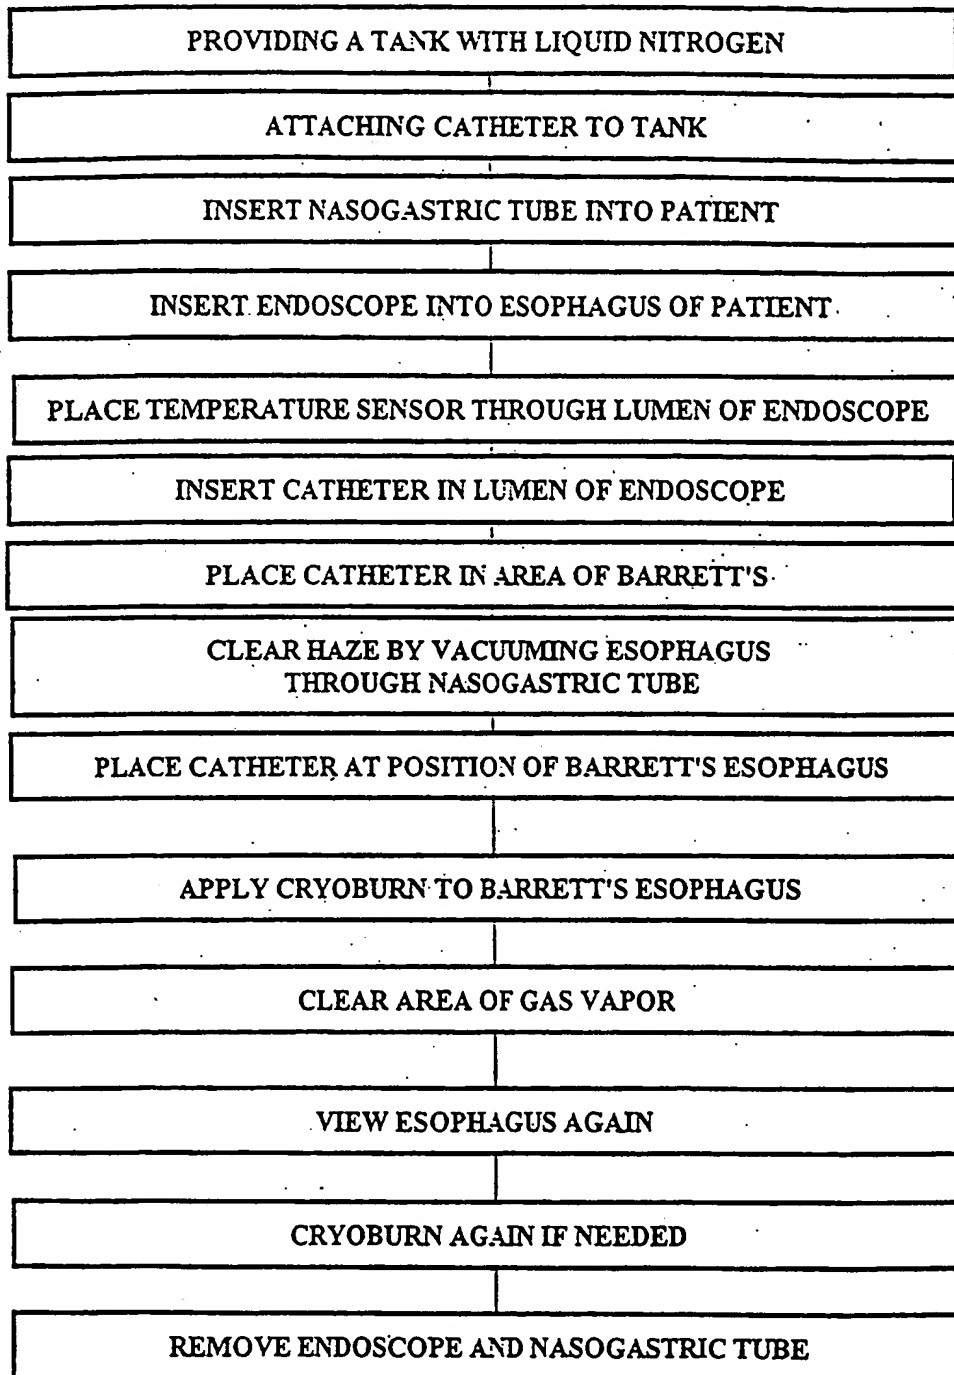 PROVIDING A TANK WITH LIQUID NITROGEN
ATTACHING CATHETER TO TANK
INSERT NASOGASTRIC TUBE INTO PATIENT
INSERT ENDOSCOPE INTO ESOPHAGUS OF PATIENT
PLACE TEMPERATURE SENSOR THROUGH LUMEN OF ENDOSCOPE
INSERT CATHETER IN LUMEN OF ENDOSCOPE
PLACE CATHETER IN AREA OF BARRETT'S
CLEAR HAZE BY VACUUMING ESOPHAGUS
THROUGH NASOGASTRIC TUBE
PLACE CATHETER AT POSITION OF BARRETT'S ESOPHAGUS
APPLY CRYOBURN TO BARRETT'S ESOPHAGUS
CLEAR AREA OF GAS VAPOR
VIEW ESOPHAGUS AGAIN
CRYOBURN AGAIN IF NEEDED
REMOVE ENDOSCOPE AND NASOGASTRIC TUBE